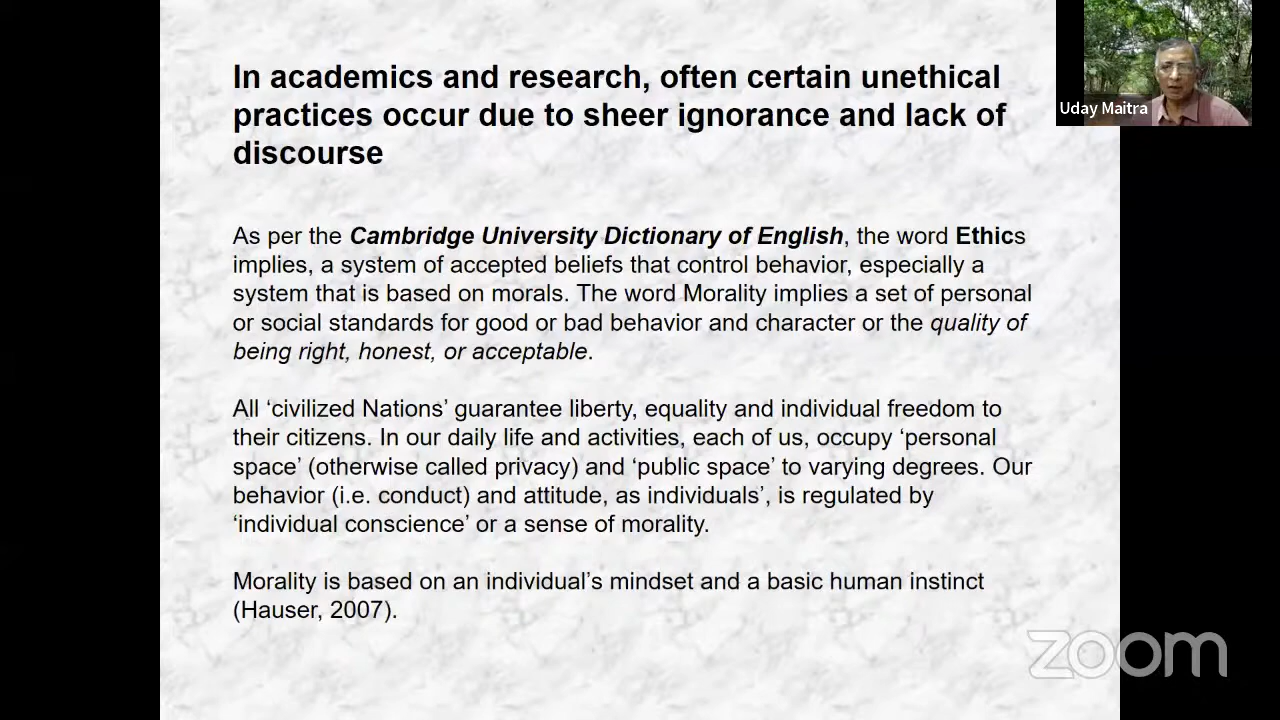 In academics and research, often certain unethical
practices occur due to sheer ignorance and lack of
discourse
Uday Maitra
As per the Cambridge University Dictionary of English, the word Ethics
implies, a system of accepted beliefs that control behavior, especially a
system that is based on morals. The word Morality implies a set of personal
or social standards for good or bad behavior and character or the quality of
being right, honest, or acceptable.
All ‘civilized Nations’ guarantee liberty, equality and individual freedom to
their citizens. In our daily life and activities, each of us, occupy ‘personal
space’ (otherwise called privacy) and ‘public space’ to varying degrees. Our
behavior (i.e. conduct) and attitude, as individuals’, is regulated by
‘individual conscience’ or a sense of morality.
Morality is based on an individual’s mindset and a basic human instinct
(Hauser, 2007).
zoom